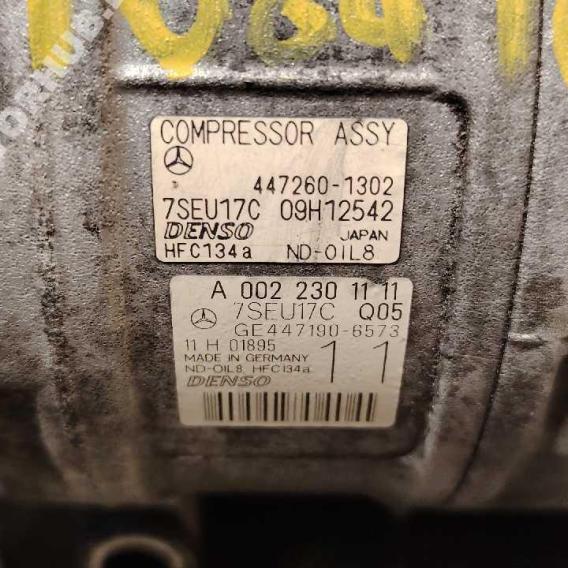 COMPRESSOR ASSY
447260-1302
7SEU17C 09H12542
DENSO JAPAN
HFC134a ND-OIL8
A 002 230 11 11
7SEU17C Q05
GE447190-6573
11 H 01895
MADE IN GERMANY
ND-OIL8, HFC134a
DENSO
11